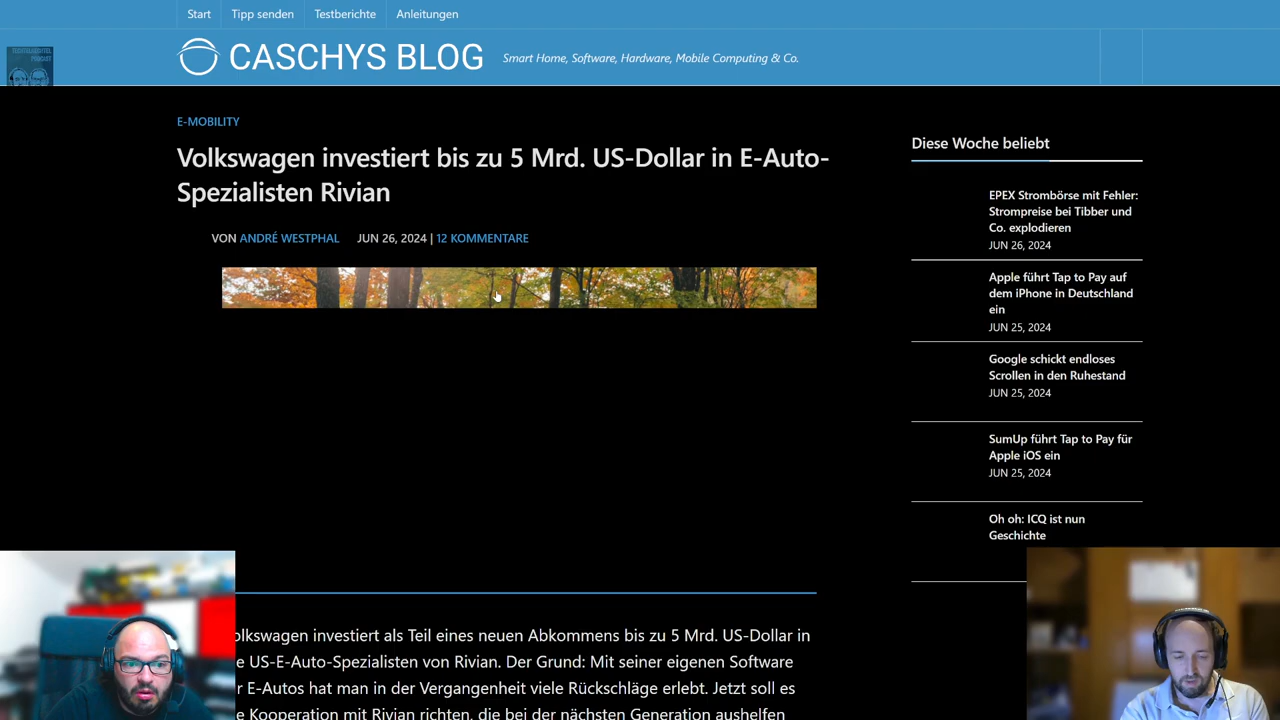 Start
Tipp senden
Testberichte
Anleitungen
CASCHYS BLOG
Smart Home, Software, Hardware, Mobile Computing & Co.
E-MOBILITY
Volkswagen investiert bis zu 5 Mrd. US-Dollar in E-Auto-
Spezialisten Rivian
VON ANDRÉ WESTPHAL JUN 26, 2024 | 12 KOMMENTARE
olkswagen investiert als Teil eines neuen Abkommens bis zu 5 Mrd. US-Dollar in
e US-E-Auto-Spezialisten von Rivian. Der Grund: Mit seiner eigenen Software
r E-Autos hat man in der Vergangenheit viele Rückschläge erlebt. Jetzt soll es
e Kooperation mit Rivian richten, die bei der nächsten Generation aushelfen
Diese Woche beliebt
EPEX Strombörse mit Fehler:
Strompreise bei Tibber und
Co. explodieren
JUN 26, 2024
Apple führt Tap to Pay auf
dem iPhone in Deutschland
ein
JUN 25, 2024
Google schickt endloses
Scrollen in den Ruhestand
JUN 25, 2024
SumUp führt Tap to Pay für
Apple iOS ein
JUN 25, 2024
Oh oh: ICQ ist nun
Geschichte